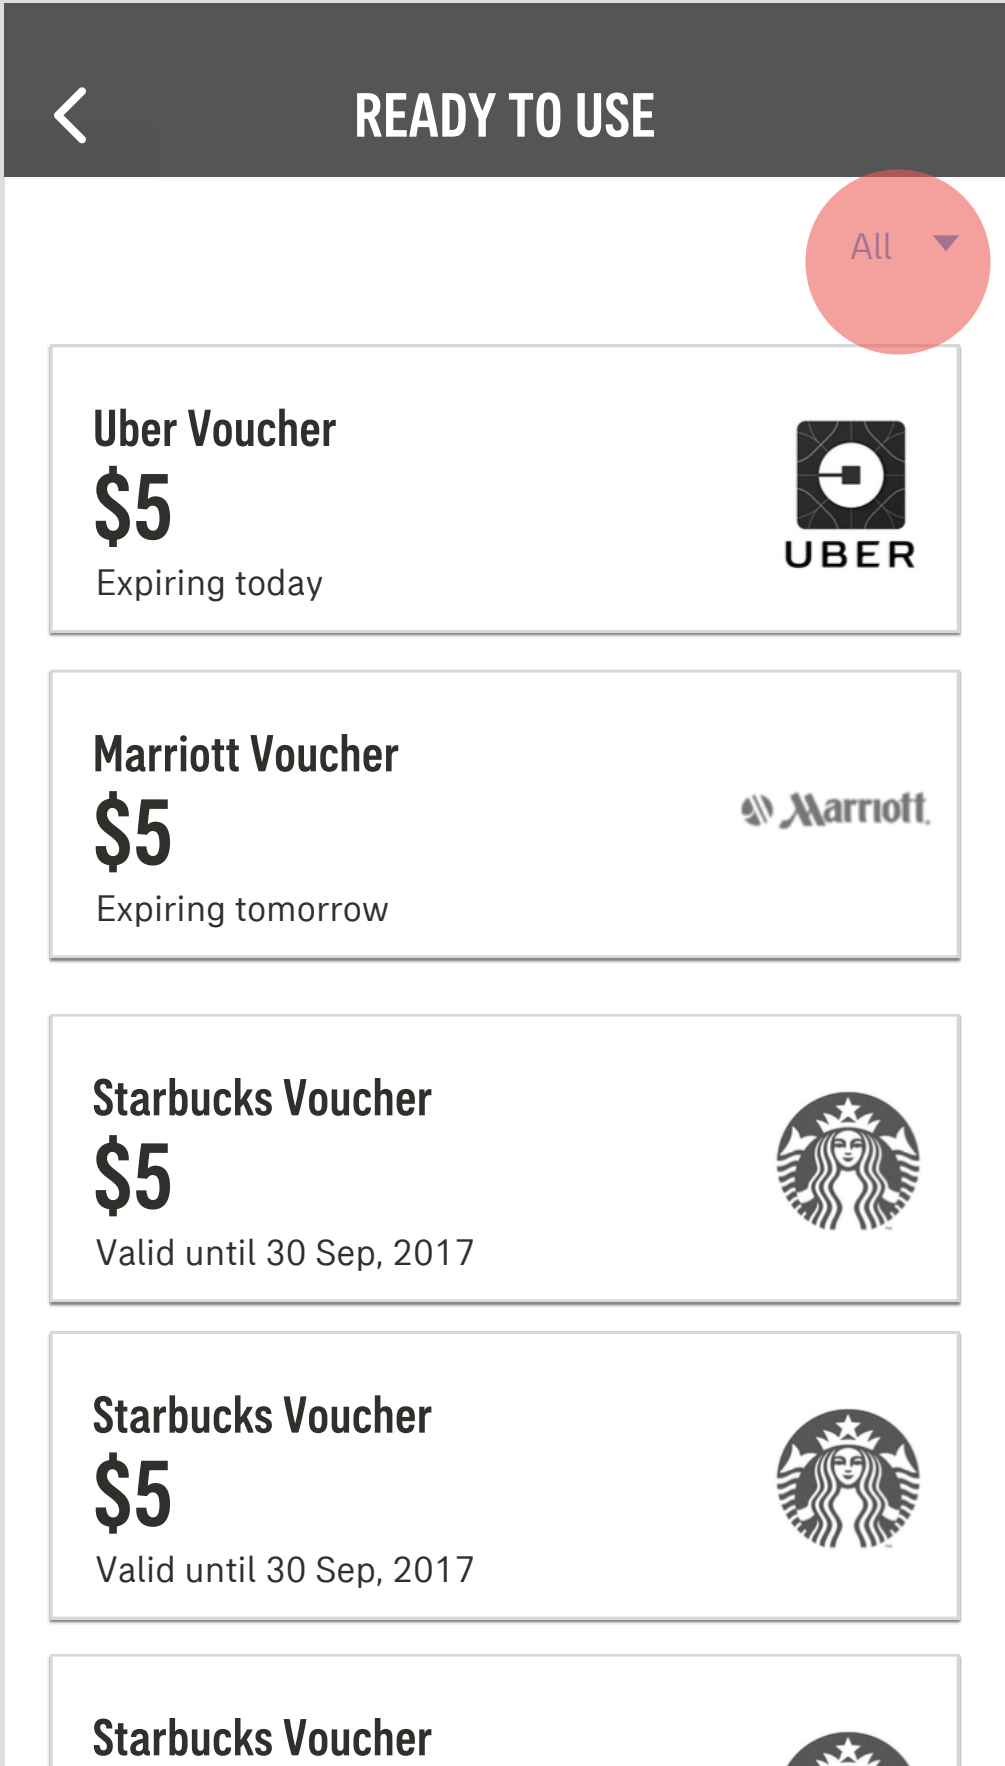 READY TO USE
All
Uber Voucher
$5
Expiring today
UBER
Marriott Voucher
$5
Expiring tomorrow
Marriott
Starbucks Voucher
$5
Valid until 30 Sep, 2017
Starbucks Voucher
$5
Valid until 30 Sep, 2017
Starbucks Voucher